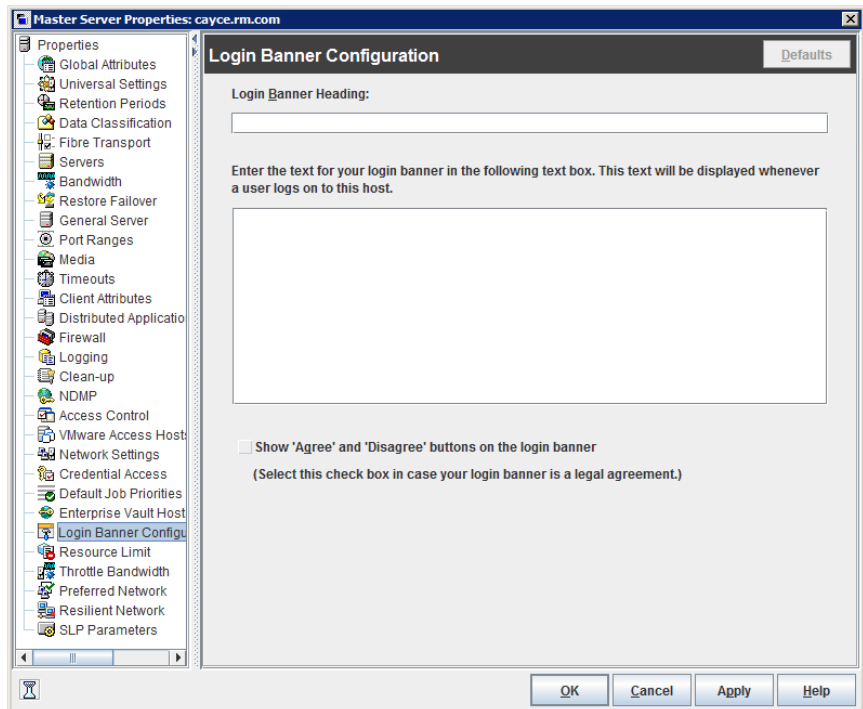 Master Server Properties: cayce.rm.com
Properties
Global Attributes
Universal Settings
Retention Periods
Data Classification
Fibre Transport
Servers
Bandwidth
Restore Failover
General Server
Port Ranges
Media
Timeouts
Client Attributes
Distributed Applicatio
Firewall
Logging
Clean-up
NDMP
Access Control
VMware Access Hosts
Network Settings
Credential Access
Default Job Priorities
Enterprise Vault Host
Login Banner Configu
Resource Limit
Throttle Bandwidth
Preferred Network
Resilient Network
SLP Parameters
Login Banner Configuration
Defaults
Login Banner Heading:
Enter the text for your login banner in the following text box. This text will be displayed whenever
a user logs on to this host.
Show 'Agree' and 'Disagree' buttons on the login banner
(Select this check box in case your login banner is a legal agreement.)
OK
Cancel
Apply
Help